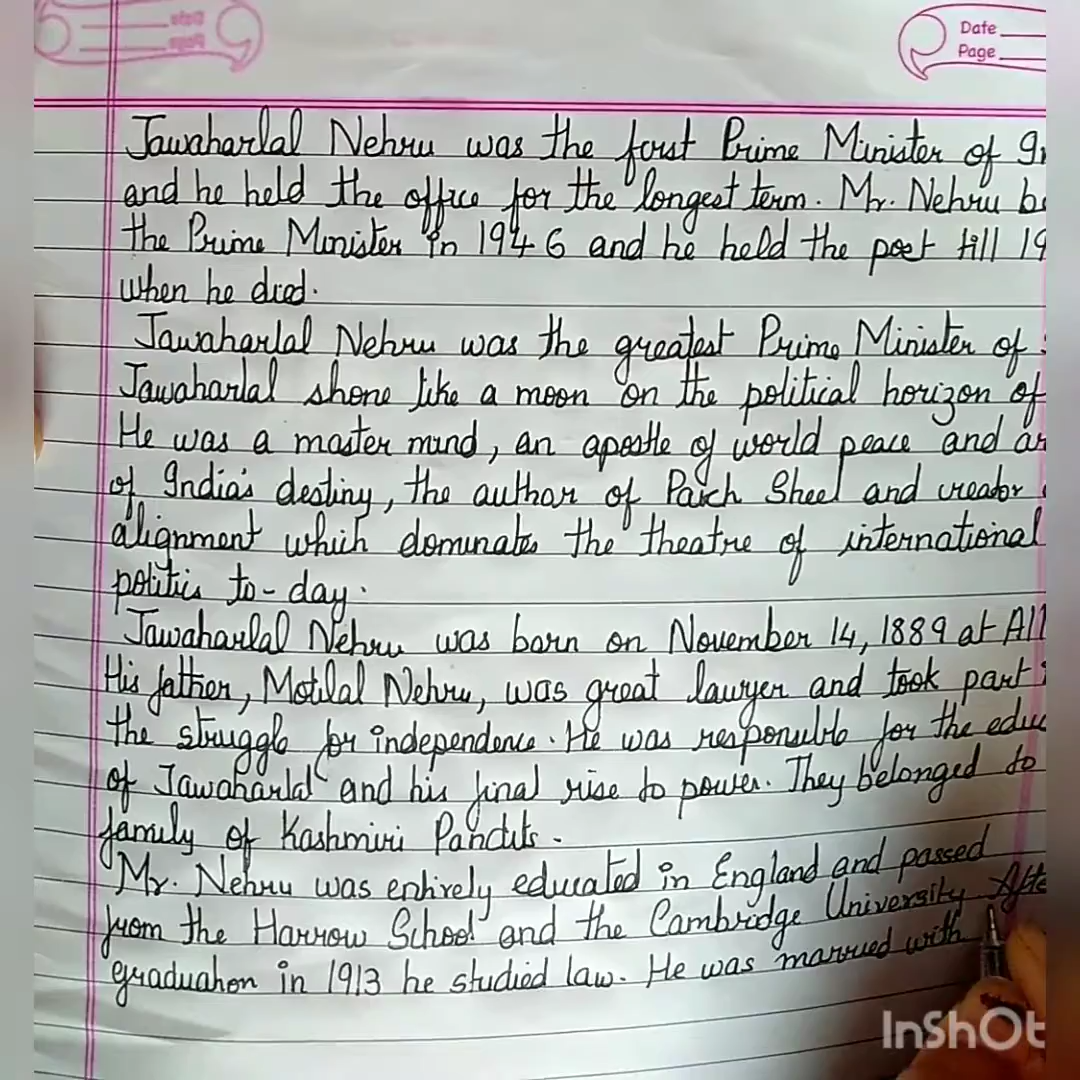 Date
Page
Jawaharlal Nehru was the first Prime Minister of
and he held the office for the longest term. Mr. Nehru
the Prime Minister in 1946 and he held the post till 19
when he died.
Jawaharlal Nehru was the greatest Prime Minister of
Jawaharlal shone like a moon on the political horizon of
He was a master mind, an apostle of world peace and
of India's destiny, the author of Panch Sheel and creator
alignment which dominates the theatre of international
politics to-day.
Jawaharlal Nehru was born on November 14, 1889 at All
His father, Motilal Nehru, was great lawyer and took part
the struggle for independence. He was responsible for the educ
of Jawaharlal and his final rise to power. They belonged to
family of Kashmiri Pandits.
Mr. Nehru was entirely educated in England and passed
from the Harrow School and the Cambridge University Afte
graduation in 1913 he studied law. He was married with
InShOt